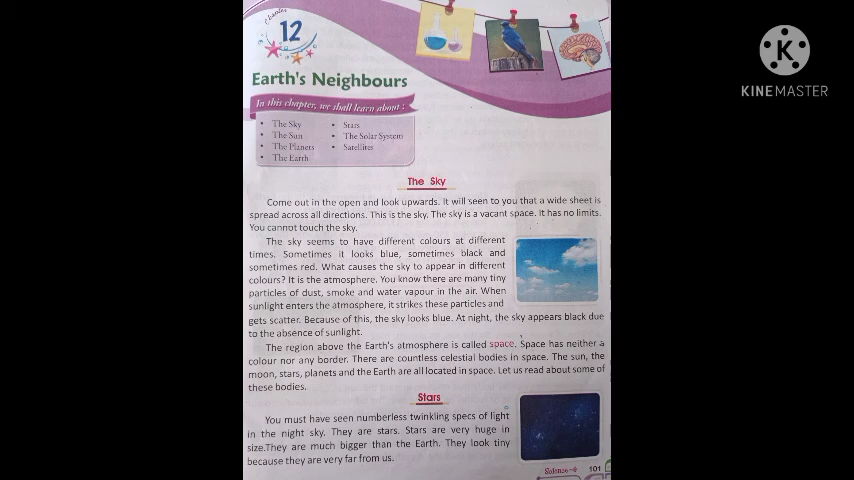 Chapter
12
Earth's Neighbours
In this chapter, we shall learn about :
• The Sky
• The Sun
• The Planets
• The Earth
• Stars
• The Solar System
• Satellites
The Sky
Come out in the open and look upwards. It will seen to you that a wide sheet is
spread across all directions. This is the sky. The sky is a vacant space. It has no limits.
You cannot touch the sky.
The sky seems to have different colours at different
times. Sometimes it looks blue, sometimes black and
sometimes red. What causes the sky to appear in different
colours? It is the atmosphere. You know there are many tiny
particles of dust, smoke and water vapour in the air. When
sunlight enters the atmosphere, it strikes these particles and
gets scatter. Because of this, the sky looks blue. At night, the sky appears black due
to the absence of sunlight.
The region above the Earth's atmosphere is called space. Space has neither a
colour nor any border. There are countless celestial bodies in space. The sun, the
moon, stars, planets and the Earth are all located in space. Let us read about some of
these bodies.
Stars
You must have seen numberless twinkling specs of light
in the night sky. They are stars. Stars are very huge in
size.They are much bigger than the Earth. They look tiny
because they are very far from us.
101
K
KINEMASTER